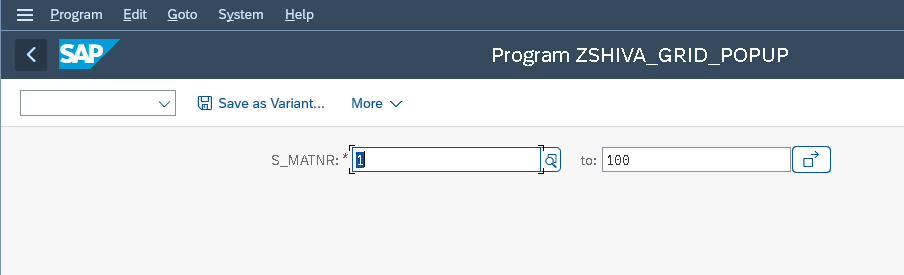 Program Edit Goto System Help
SAP Program ZSHIVA_GRID_POPUP
Save as Variant... More
S_MATNR: * 1 to: 100